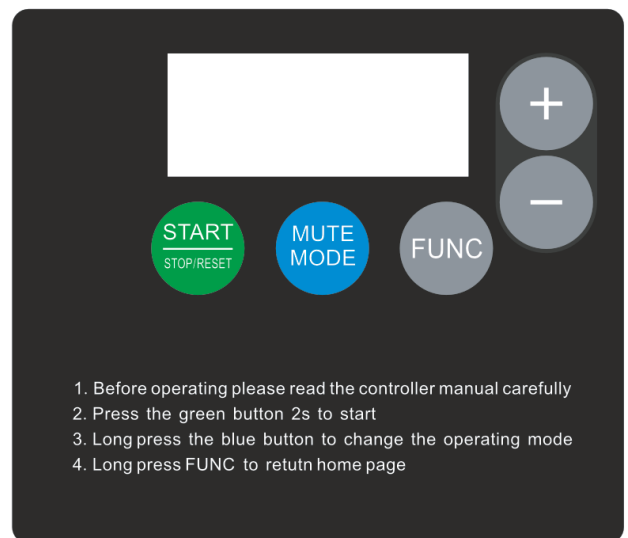 +
−
START
STOP/RESET
MUTE
MODE
FUNC
1. Before operating please read the controller manual carefully
2. Press the green button 2s to start
3. Long press the blue button to change the operating mode
4. Long press FUNC to retutn home page